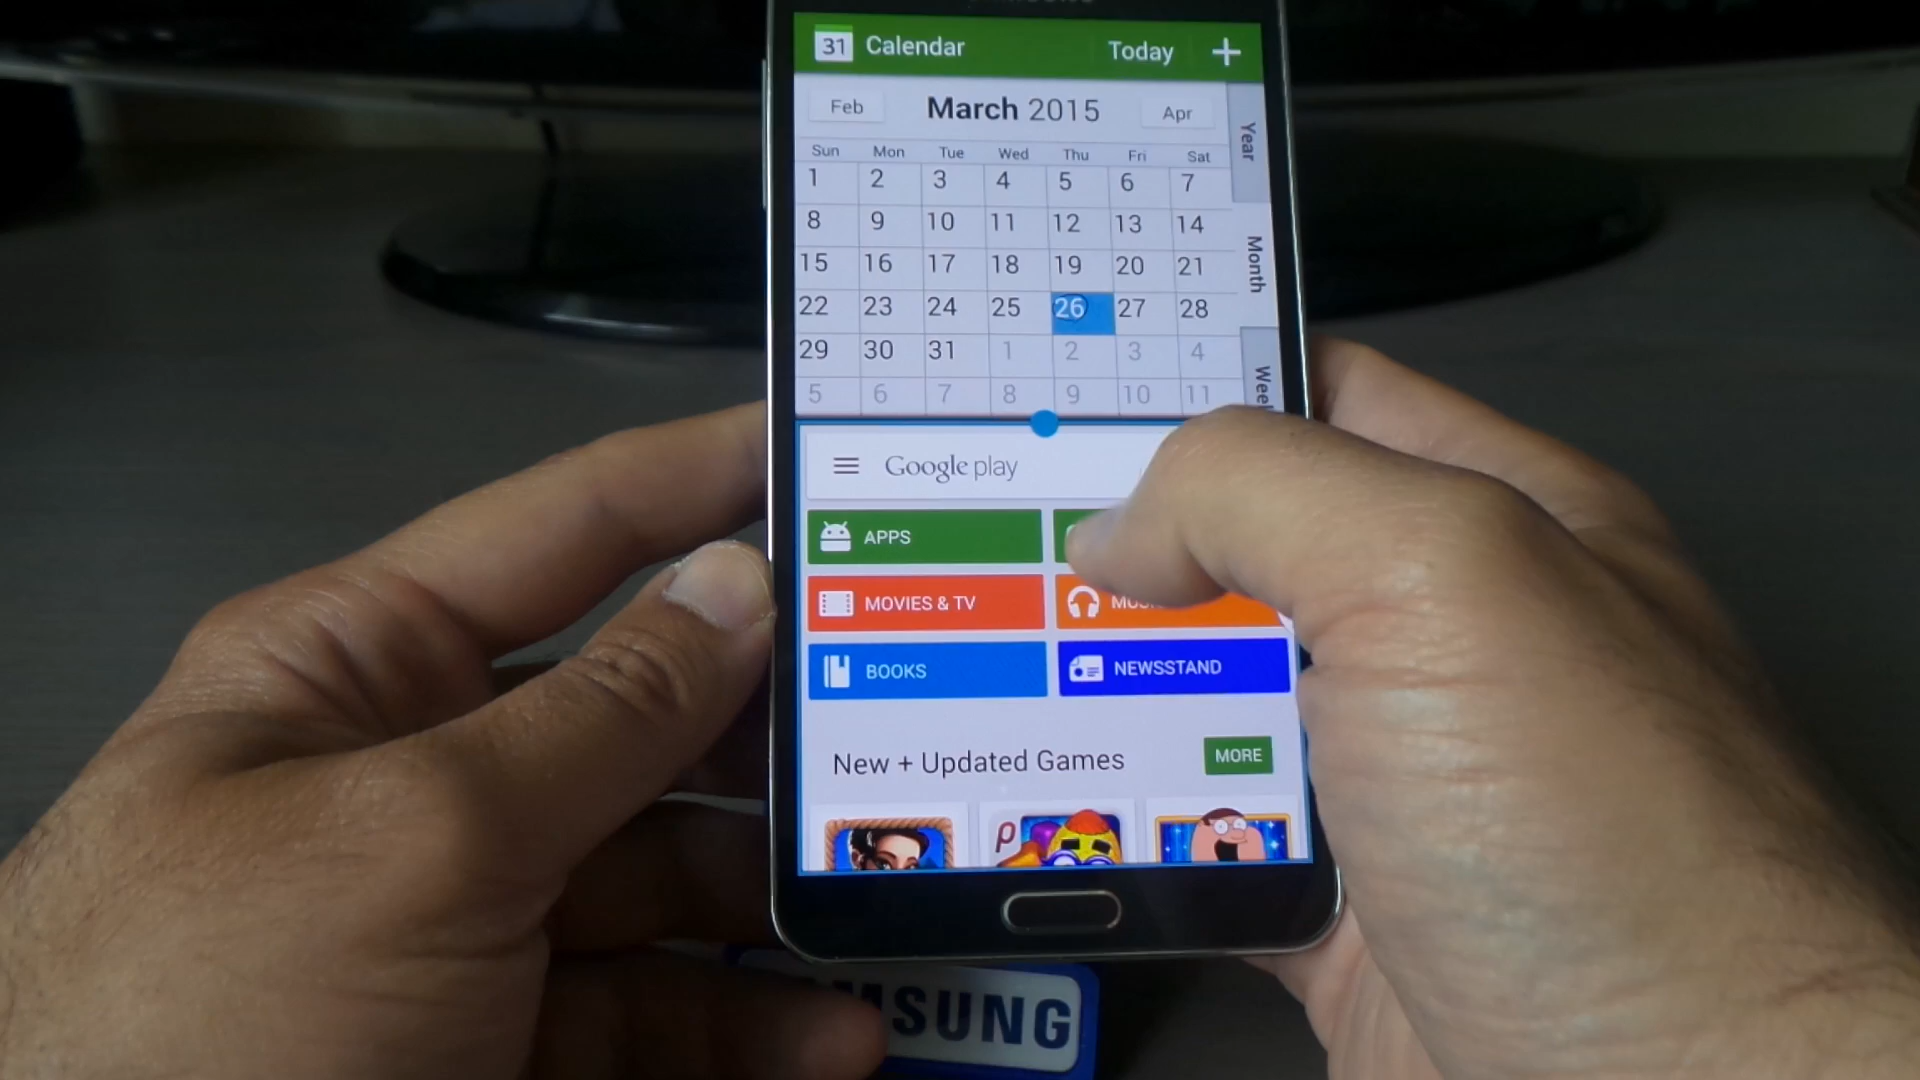 31 Calendar Today +
Feb March 2015 Apr
Sun Mon Tue Wed Thu Fri Sat
1 2 3 4 5 6 7
8 9 10 11 12 13 14
15 16 17 18 19 20 21
22 23 24 25 26 27 28
29 30 31 1 2 3 4
5 6 7 8 9 10 11
Year
Month
Google play
APPS
MOVIES & TV
BOOKS NEWSSTAND
New + Updated Games MORE